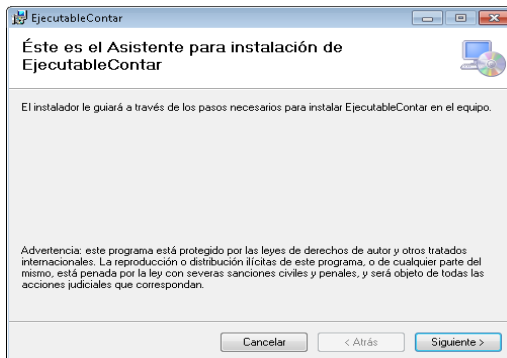 EjecutableContar
Éste es el Asistente para instalación de
EjecutableContar
El instalador le guiará a través de los pasos necesarios para instalar EjecutableContar en el equipo.
Advertencia: este programa está protegido por las leyes de derechos de autor y otros tratados
internacionales. La reproducción o distribución ilícitas de este programa, o de cualquier parte del
mismo, está penada por la ley con severas sanciones civiles y penales, y será objeto de todas las
acciones judiciales que correspondan.
Cancelar
< Atrás
Siguiente >